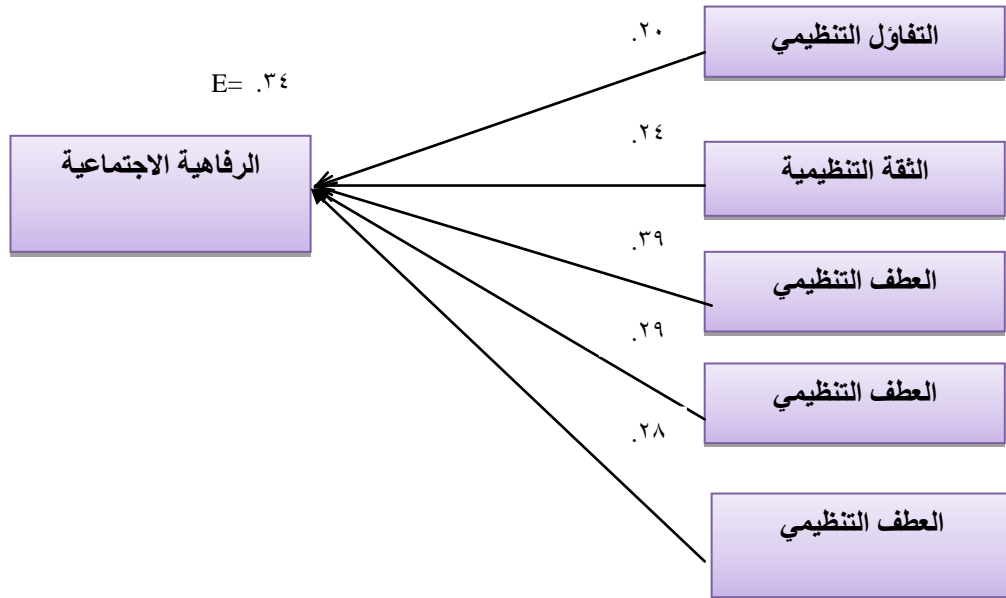 التفاؤل التنظيمي
.٢٠
E= .٣٤
.٢٤
الثقة التنظيمية
الرفاهية الاجتماعية
.٣٩
العطف التنظيمي
.٢٩
العطف التنظيمي
.٢٨
العطف التنظيمي